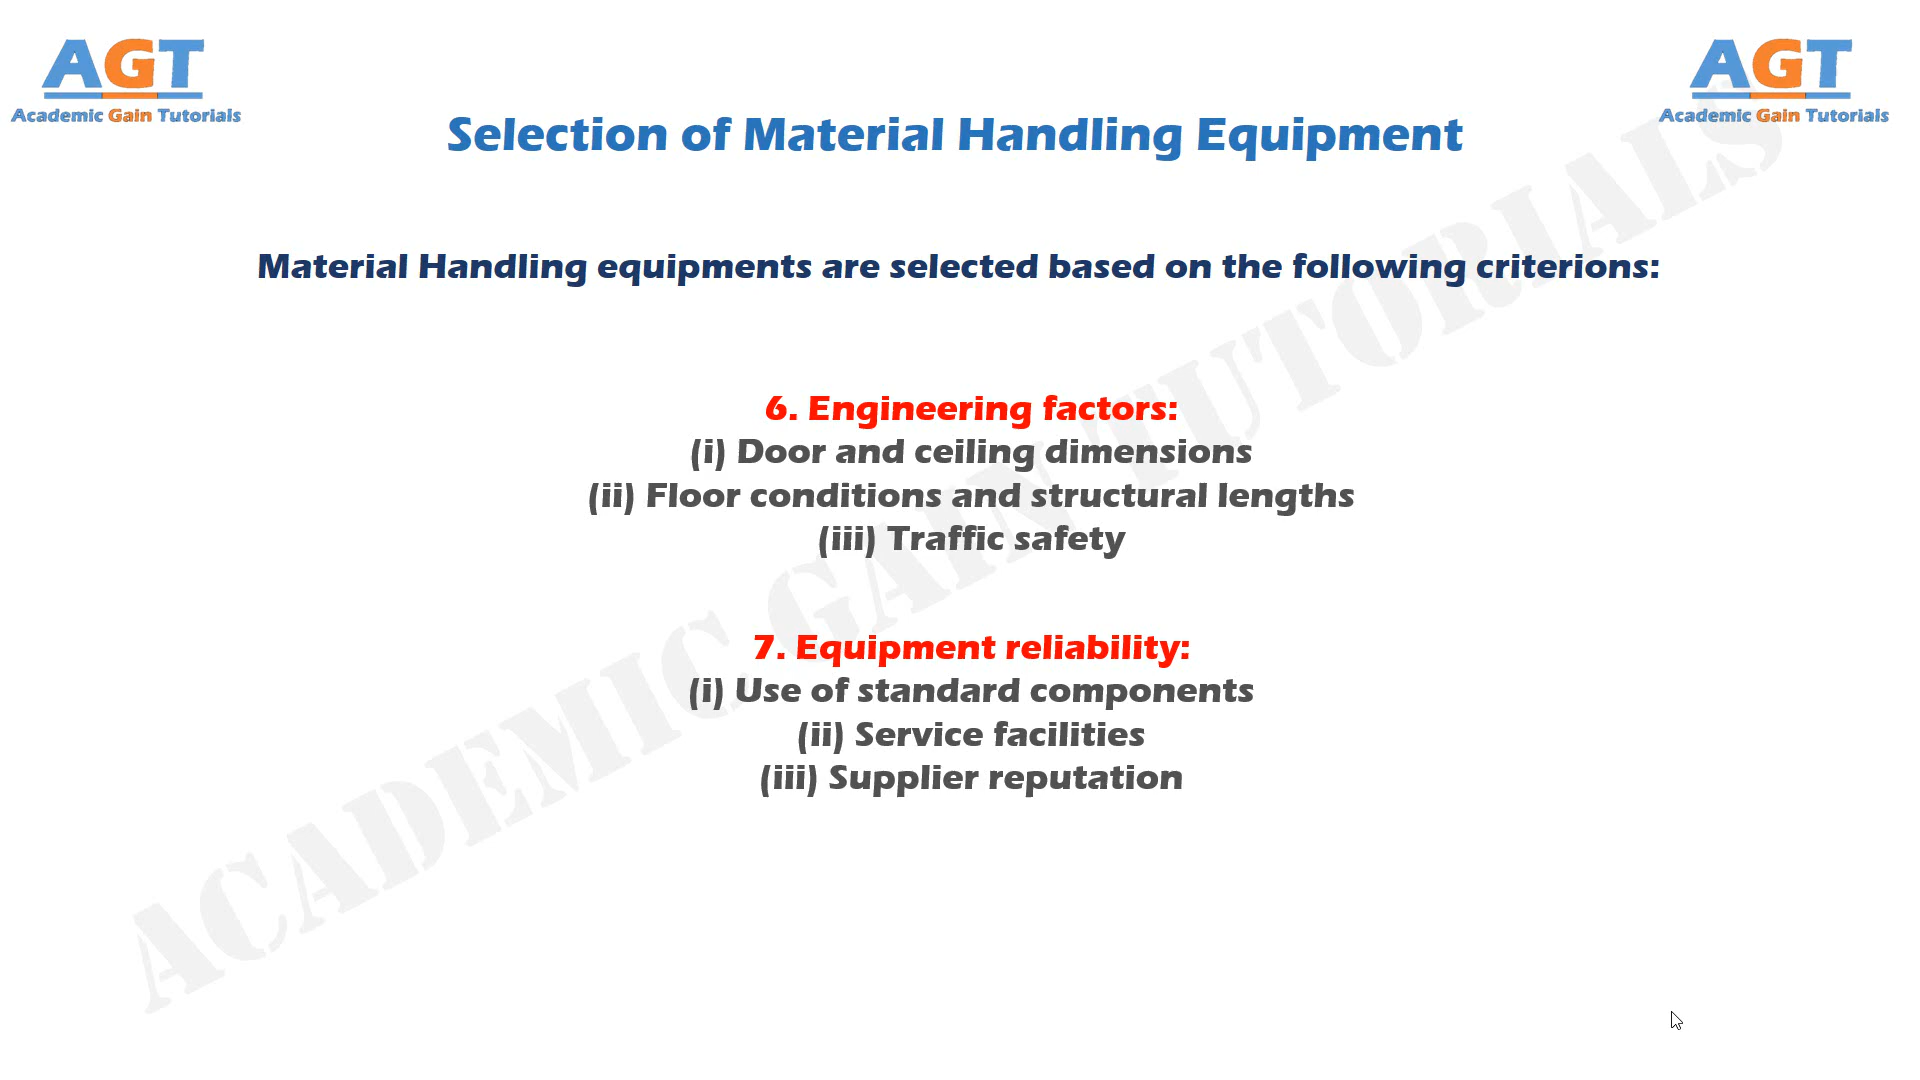 AGT
Academic Gain Tutorials
AGT
Academic Gain Tutorials
Selection of Material Handling Equipment
Material Handling equipments are selected based on the following criterions:
6. Engineering factors:
(i) Door and ceiling dimensions
(ii) Floor conditions and structural lengths
(iii) Traffic safety
7. Equipment reliability:
(i) Use of standard components
(ii) Service facilities
(iii) Supplier reputation
ACADEMIC GAIN TUTORIALS